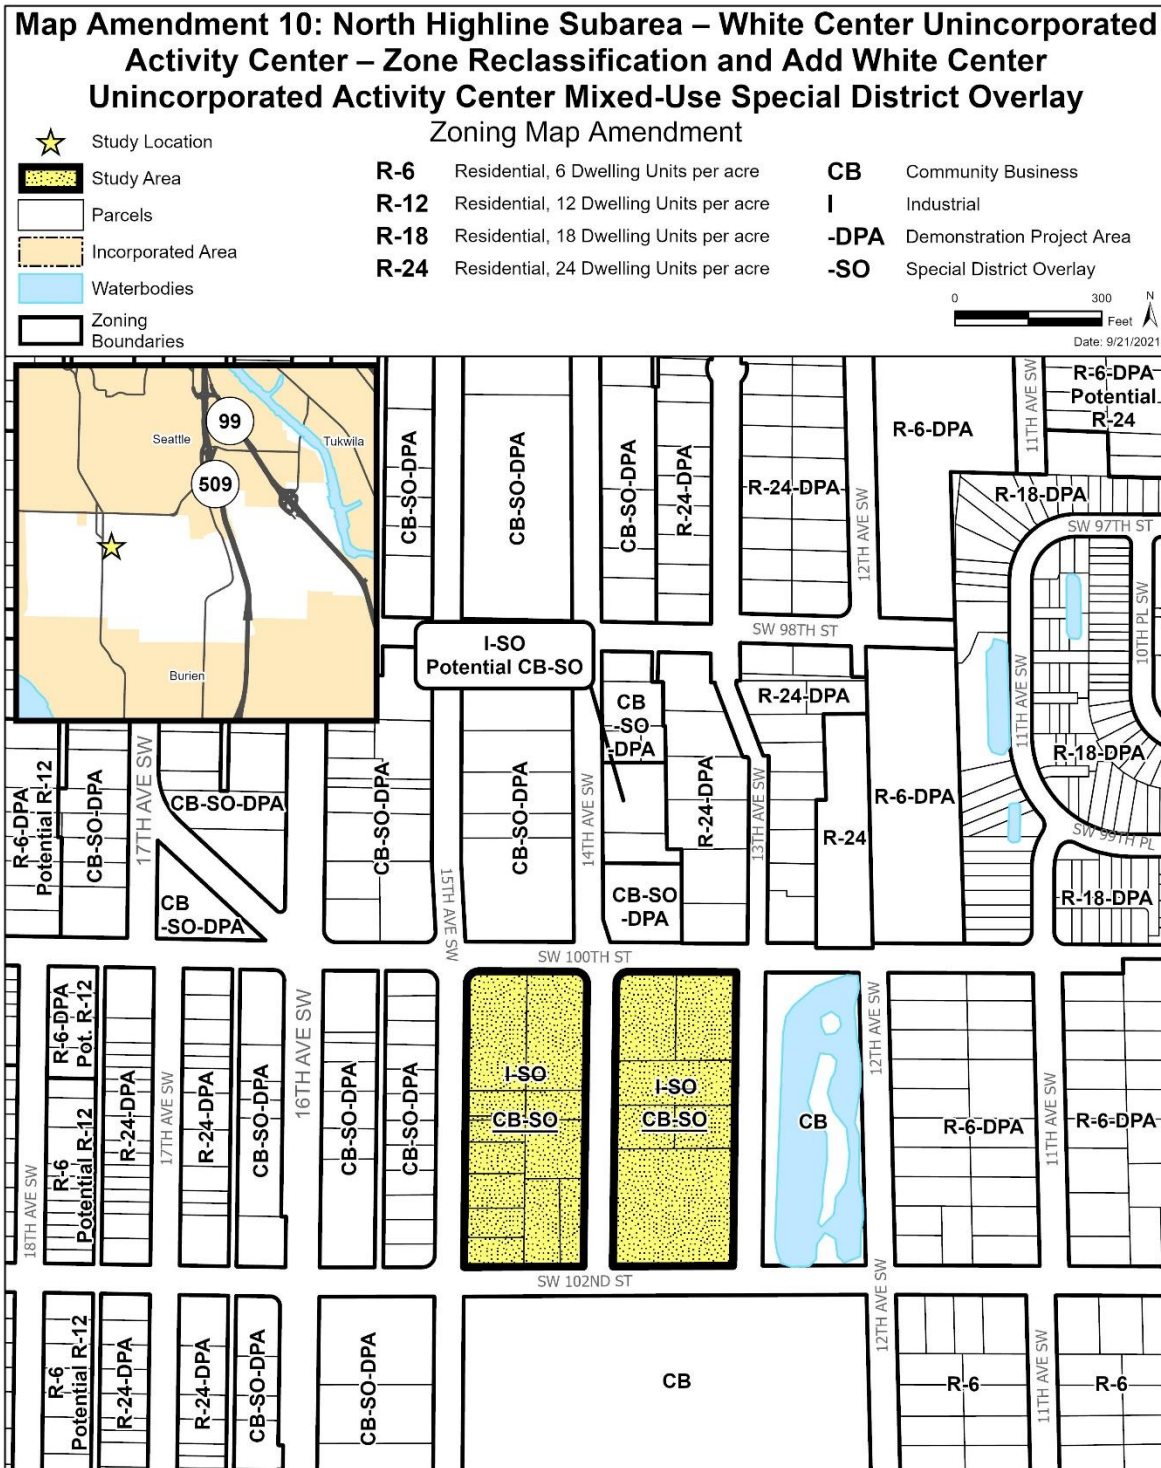 Map Amendment 10: North Highline Subarea – White Center Unincorporated
Activity Center – Zone Reclassification and Add White Center
Unincorporated Activity Center Mixed-Use Special District Overlay
Zoning Map Amendment
Study Location
Study Area
Parcels
Incorporated Area
Waterbodies
Zoning
Boundaries
R-6 Residential, 6 Dwelling Units per acre
R-12 Residential, 12 Dwelling Units per acre
R-18 Residential, 18 Dwelling Units per acre
R-24 Residential, 24 Dwelling Units per acre
CB Community Business
I Industrial
-DPA Demonstration Project Area
-SO Special District Overlay
0 300
Feet
N
Date: 9/21/2021
99
Seattle
Tukwila
509
Burien
CB-SO-DPA
CB-SO-DPA
CB-SO-DPA
R-24-DPA
R-24-DPA
12TH AVE SW
R-6-DPA
11TH AVE SW
R-6-DPA
Potential
R-24
R-18-DPA
SW 97TH ST
10TH PL SW
SW 98TH ST
I-SO
Potential CB-SO
CB
-SO
-DPA
R-24-DPA
11TH AVE SW
R-18-DPA
R-6-DPA
Potential R-12
CB-SO-DPA
17TH AVE SW
CB-SO-DPA
CB-SO-DPA
CB-SO-DPA
14TH AVE SW
R-24-DPA
13TH AVE SW
R-6-DPA
R-24
SW 99TH PL
CB
-SO-DPA
15TH AVE SW
CB-SO
-DPA
R-18-DPA
SW 100TH ST
R-6-DPA
Pot. R-12
R-24-DPA
17TH AVE SW
R-24-DPA
CB-SO-DPA
16TH AVE SW
CB-SO-DPA
CB-SO-DPA
I-SO
CB-SO
I-SO
CB-SO
CB
12TH AVE SW
R-6-DPA
11TH AVE SW
R-6-DPA
18TH AVE SW
R-6
Potential R-12
SW 102ND ST
R-6
Potential R-12
R-24-DPA
R-24-DPA
CB-SO-DPA
CB-SO-DPA
CB
12TH AVE SW
R-6
11TH AVE SW
R-6